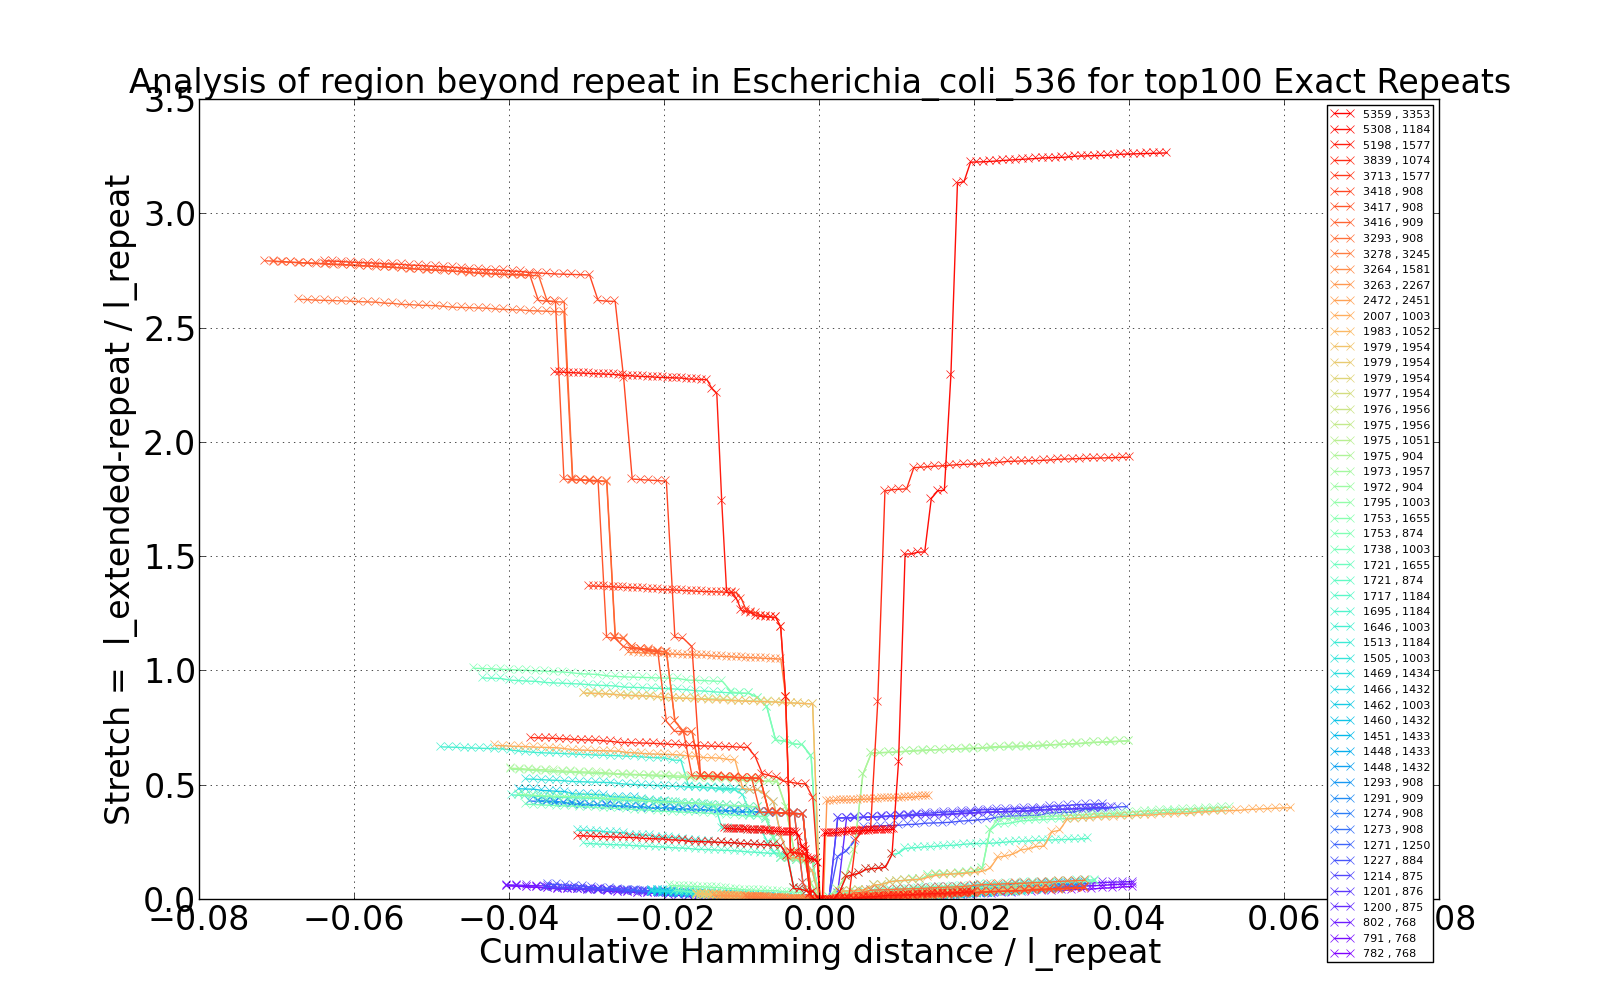 Analysis of region beyond repeat in Escherichia_coli_536 for top100 Exact Repeats
Stretch = l_extended-repeat / l_repeat
3.5
3.0
2.5
2.0
1.5
1.0
0.5
0.0
−0.08 −0.06 −0.04 −0.02 0.00 0.02 0.04 0.06 08
Cumulative Hamming distance / l_repeat
5359 , 3353
5308 , 1184
5198 , 1577
3839 , 1074
3713 , 1577
3418 , 908
3417 , 908
3416 , 909
3293 , 908
3278 , 3245
3264 , 1581
3263 , 2267
2472 , 2451
2007 , 1003
1983 , 1052
1979 , 1954
1979 , 1954
1979 , 1954
1977 , 1954
1976 , 1956
1975 , 1956
1975 , 1051
1975 , 904
1973 , 1957
1972 , 904
1795 , 1003
1753 , 1655
1753 , 874
1738 , 1003
1721 , 1655
1721 , 874
1717 , 1184
1695 , 1184
1646 , 1003
1513 , 1184
1505 , 1003
1469 , 1434
1466 , 1432
1462 , 1003
1460 , 1432
1451 , 1433
1448 , 1433
1448 , 1432
1293 , 908
1291 , 909
1274 , 908
1273 , 908
1271 , 1250
1227 , 884
1214 , 875
1201 , 876
1200 , 875
802 , 768
791 , 768
782 , 768